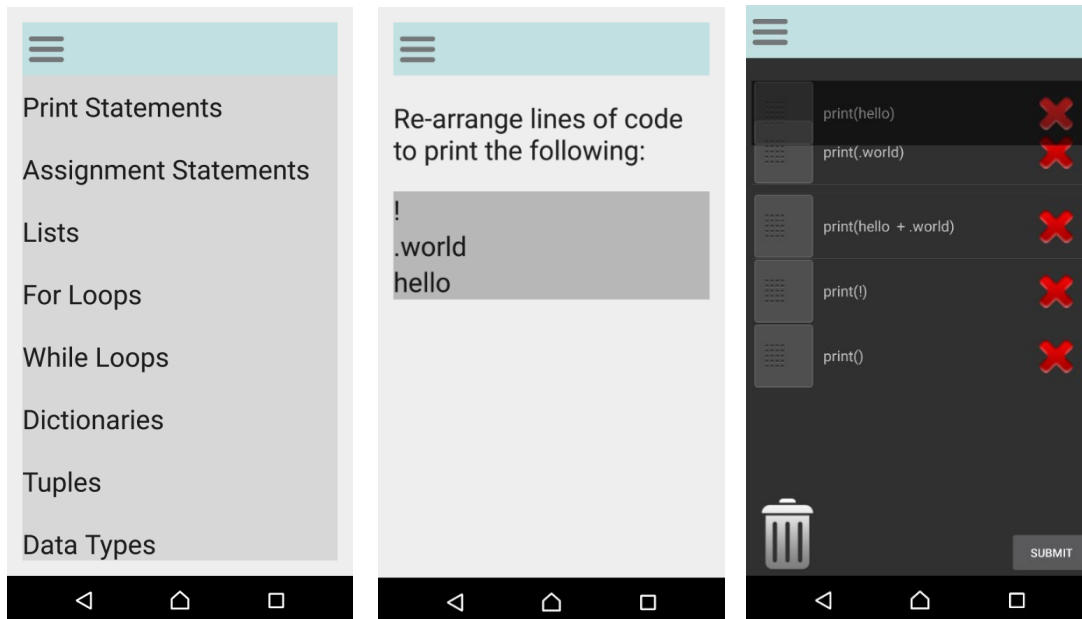 Print Statements
Assignment Statements
Lists
For Loops
While Loops
Dictionaries
Tuples
Data Types
Re-arrange lines of code
to print the following:
!
.world
hello
print(hello)
print(.world)
print(hello + .world)
print(!)
print()
SUBMIT